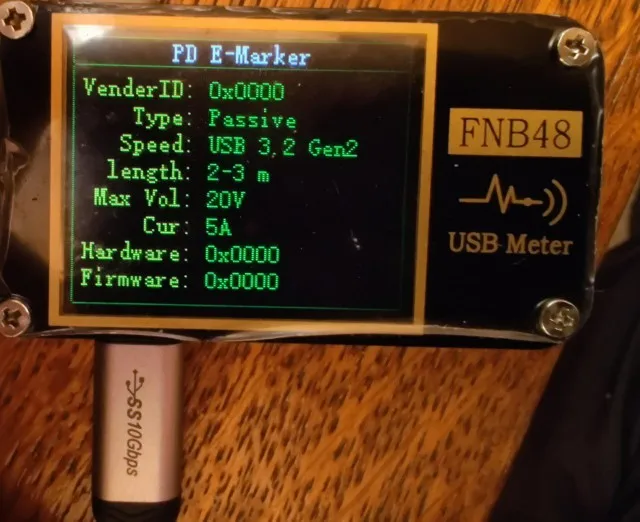 PD E-Marker
VenderID: 0x0000
Type: Passive
Speed: USB 3.2 Gen2
length: 2-3 m
Max Vol: 20V
Cur: 5A
Hardware: 0x0000
Firmware: 0x0000
FNB48
USB Meter
SS10Gbps